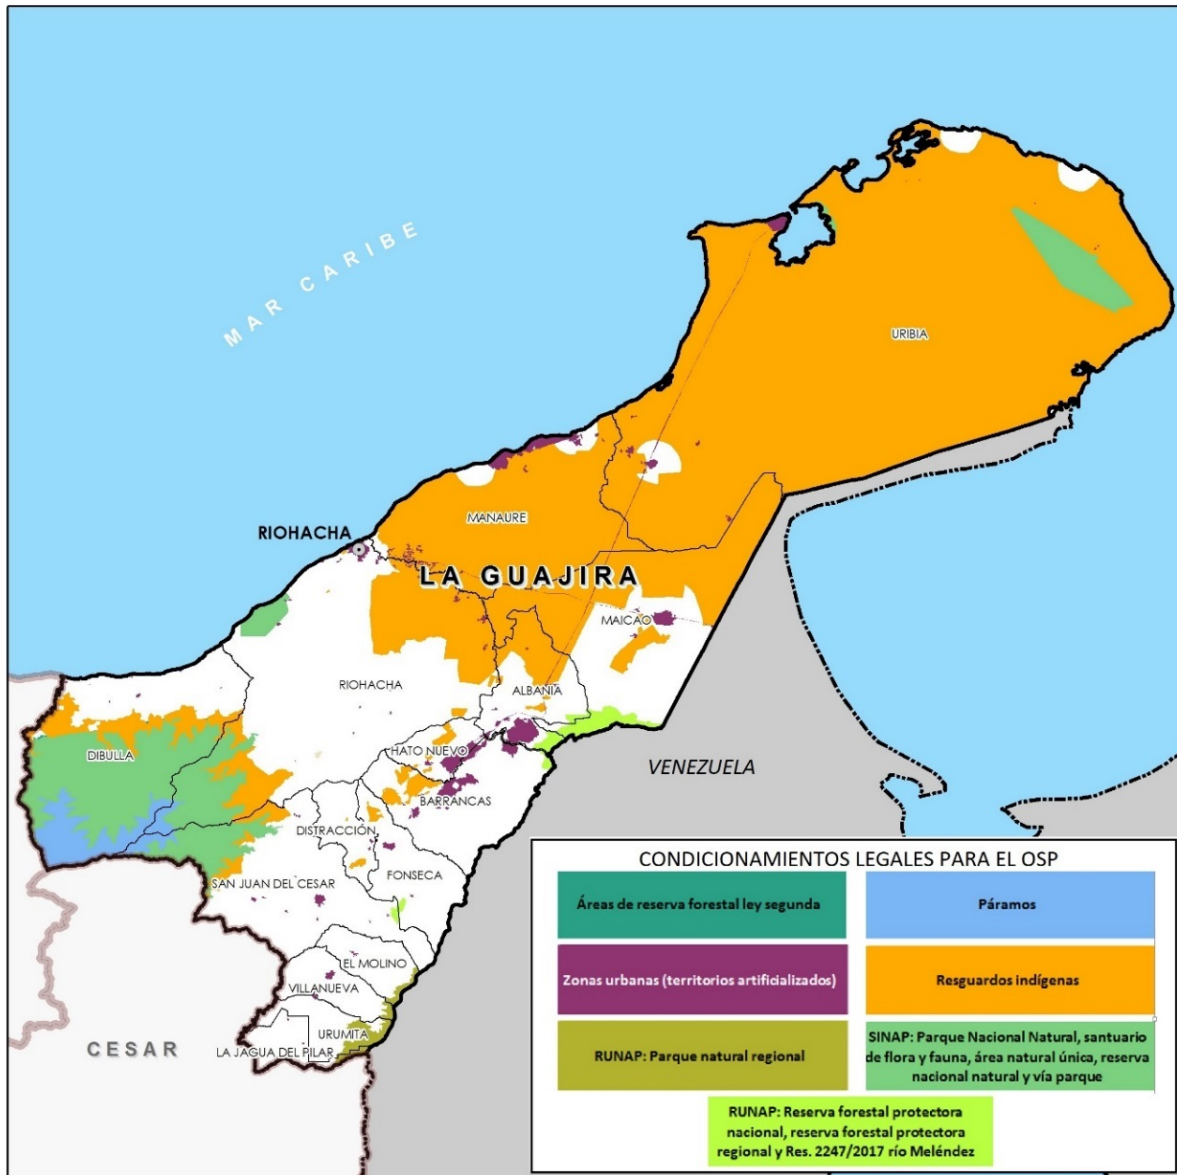 MAR CARIBE
URIBIA
MANAURE
RIOHACHA
LA GUAJIRA
MAICAO
RIOHACHA
ALBANIA
DIBULLA
HATO NUEVO
VENEZUELA
BARRANCAS
DISTRACCIÓN
FONSECA
SAN JUAN DEL CESAR
EL MOLINO
VILLANUEVA
URUMITA
LA JAGUA DEL PILAR
CESAR
CONDICIONAMIENTOS LEGALES PARA EL OSP
Áreas de reserva forestal ley segunda
Páramos
Zonas urbanas (territorios artificializados)
Resguardos indígenas
RUNAP: Parque natural regional
SINAP: Parque Nacional Natural, santuario
de flora y fauna, área natural única, reserva
nacional natural y vía parque
RUNAP: Reserva forestal protectora
nacional, reserva forestal protectora
regional y Res. 2247/2017 río Meléndez